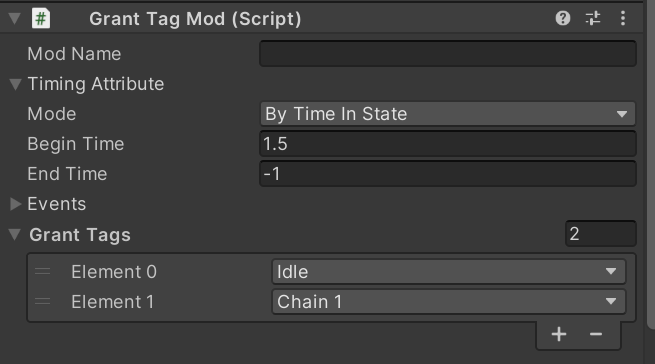 # Grant Tag Mod (Script)
Mod Name
Timing Attribute
Mode By Time In State
Begin Time 1.5
End Time -1
Events
Grant Tags 2
Element 0 Idle
Element 1 Chain 1
+ -